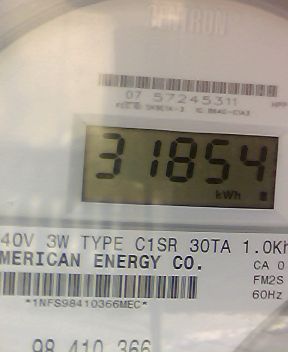 CENTRON
07 57245311
31854
kWh
40V 3W TYPE C1SR 30TA 1.0Kh
MERICAN ENERGY CO.
CA 0
FM2S
60Hz
*1NFS98410366MEC*
98 410 366